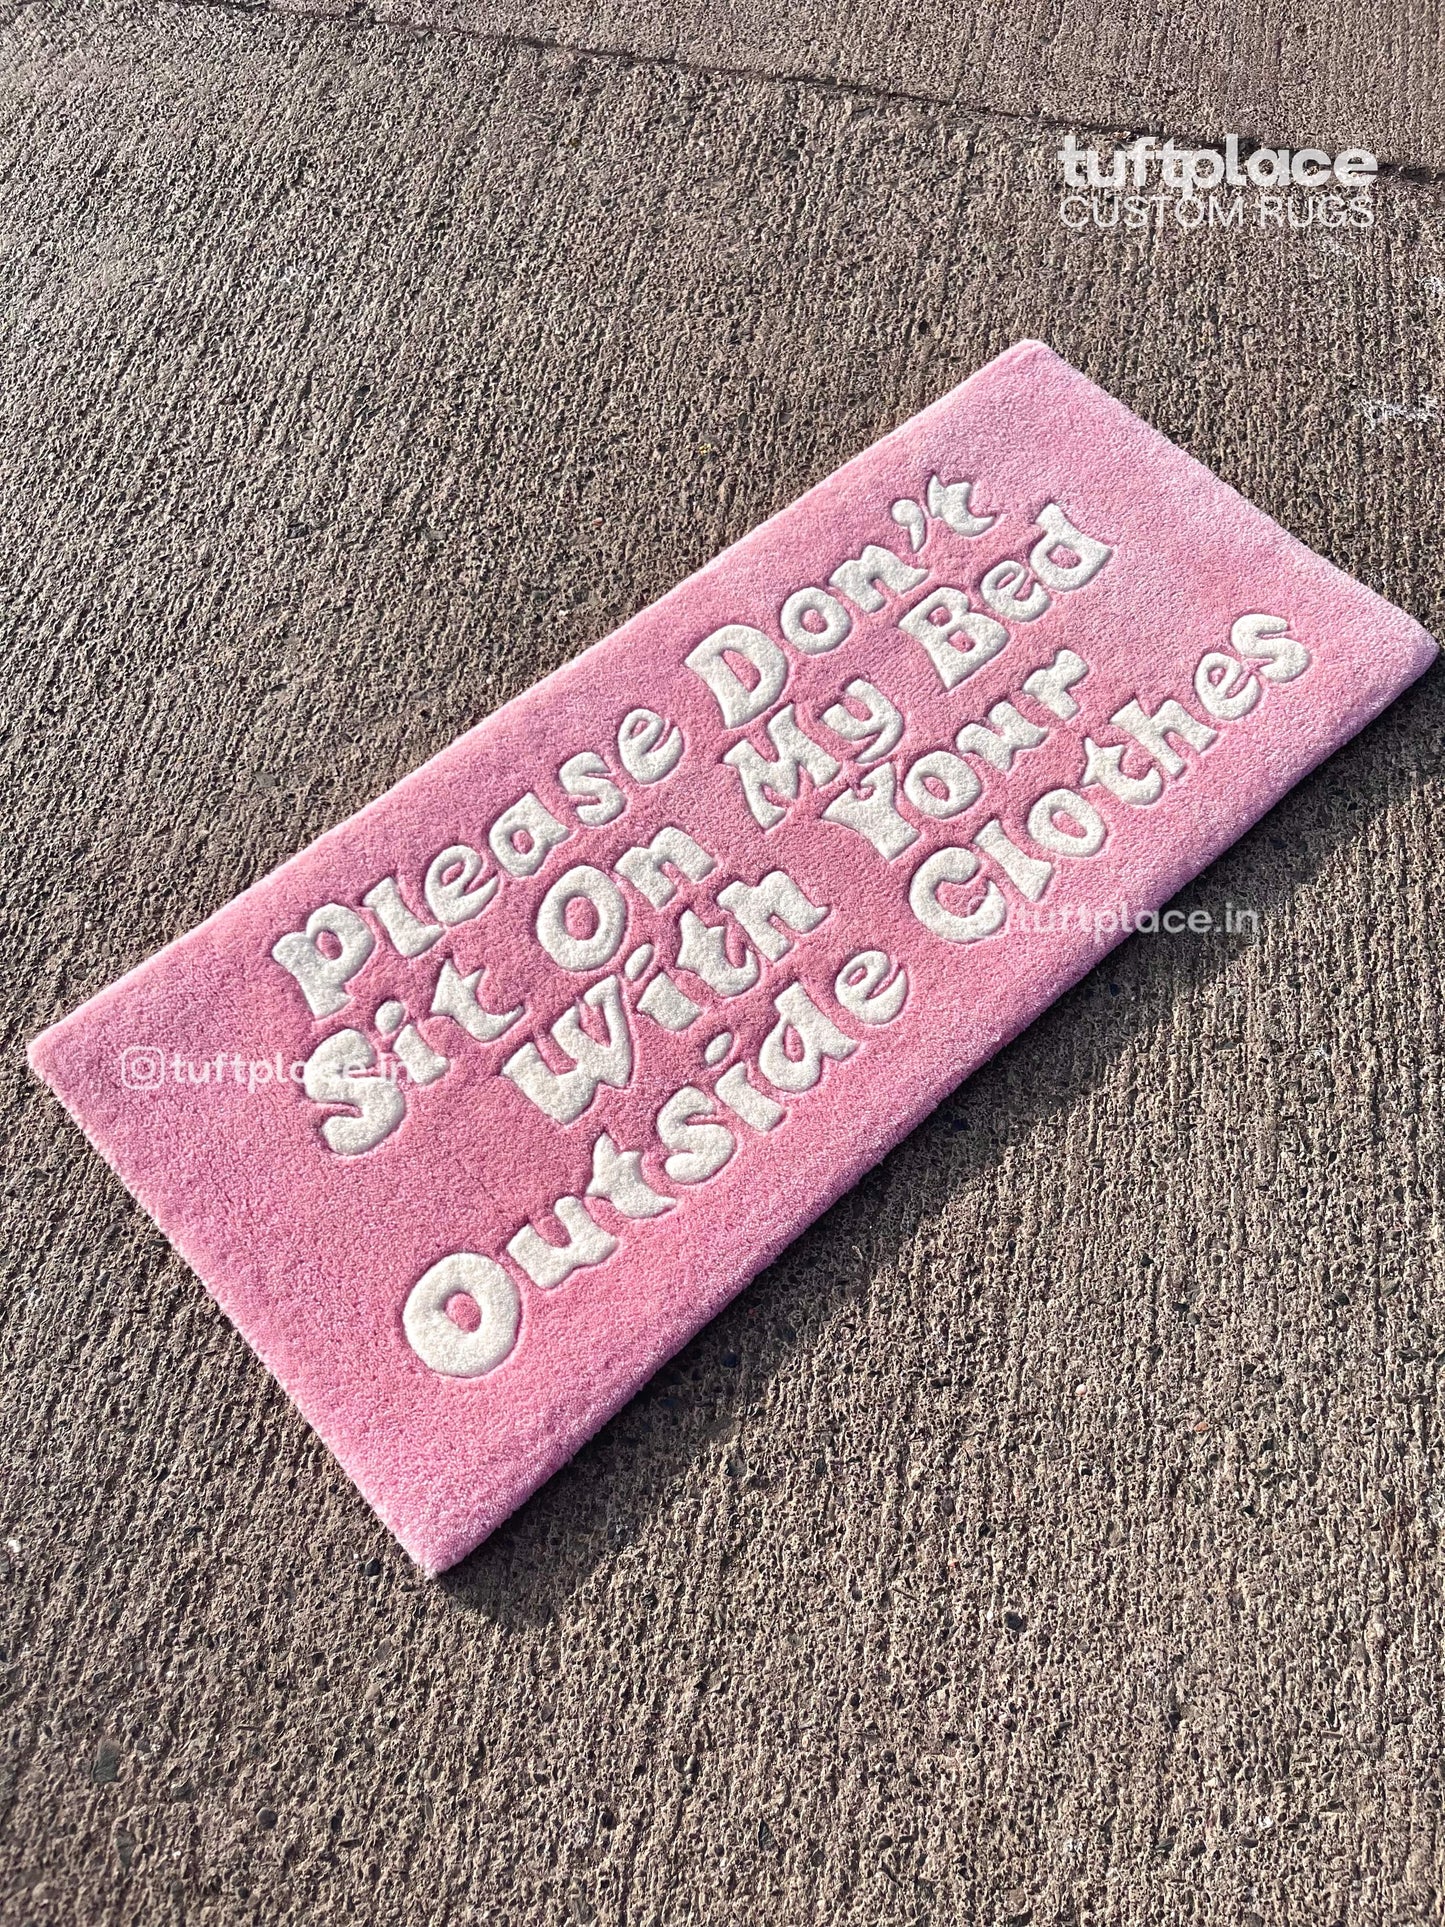 tuftplace
CUSTOM RUGS
Please Don't
Sit On My Bed
With Your
Outside Clothes
tuftplace.in
tuftplace.in